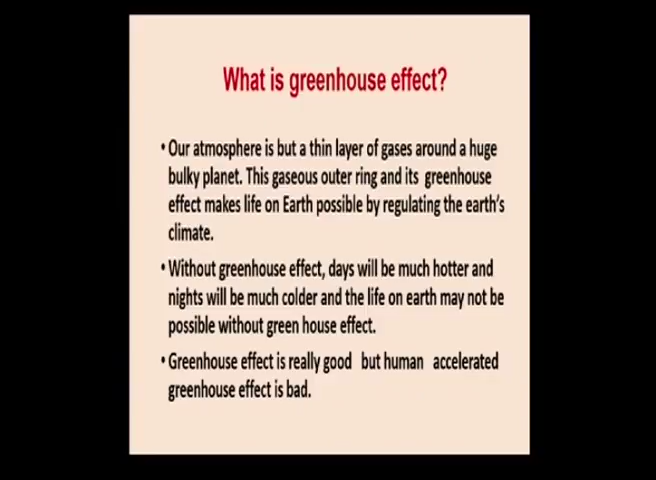 What is greenhouse effect?
• Our atmosphere is but a thin layer of gases around a huge
bulky planet. This gaseous outer ring and its greenhouse
effect makes life on Earth possible by regulating the earth's
climate.
• Without greenhouse effect, days will be much hotter and
nights will be much colder and the life on earth may not be
possible without green house effect.
• Greenhouse effect is really good but human accelerated
greenhouse effect is bad.